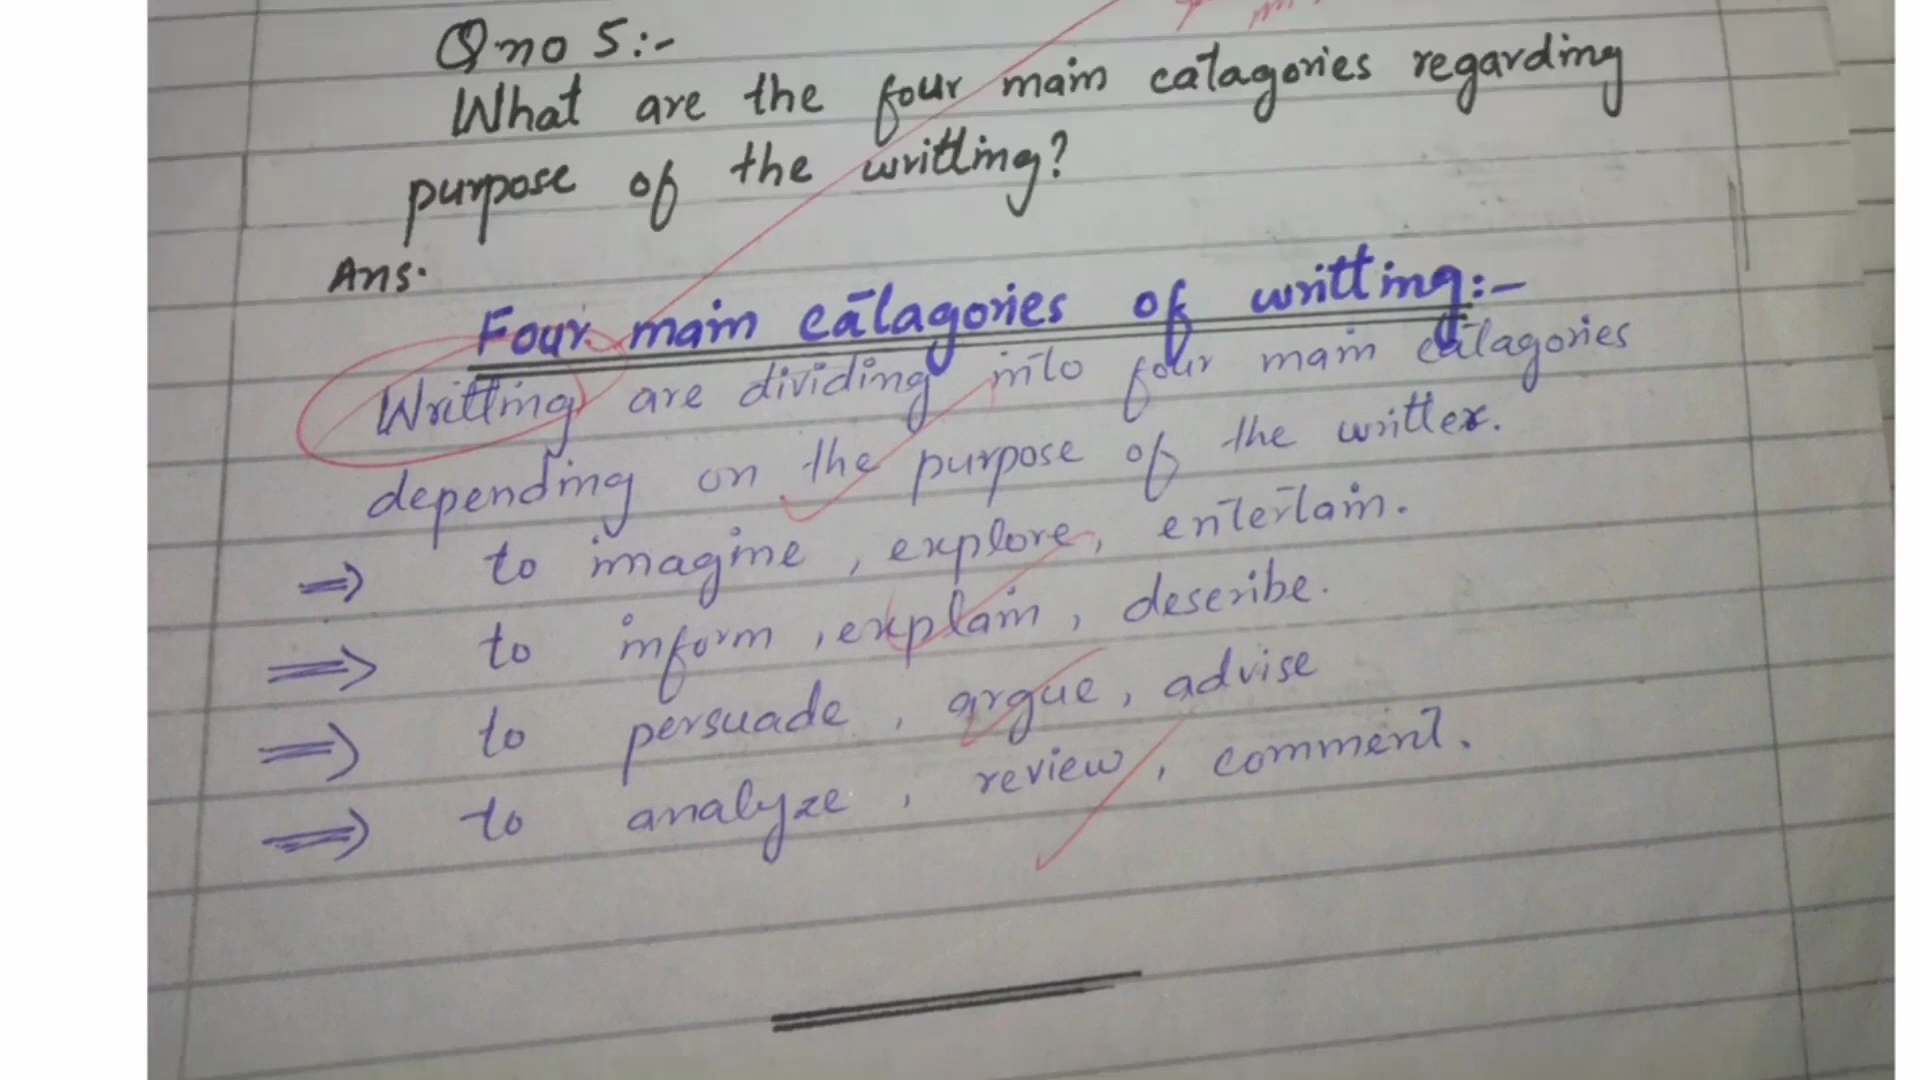 Q no 5:-
What are the four main catagories regarding
purpose of the writting?
Ans.
Four main catagories of writting:-
Writting are dividing into four main catagories
depending on the purpose of the writter.
⇒ to imagine, explore, entertain.
⇒ to inform, explain, describe.
⇒ to persuade, argue, advise
⇒ to analyze, review, comment.